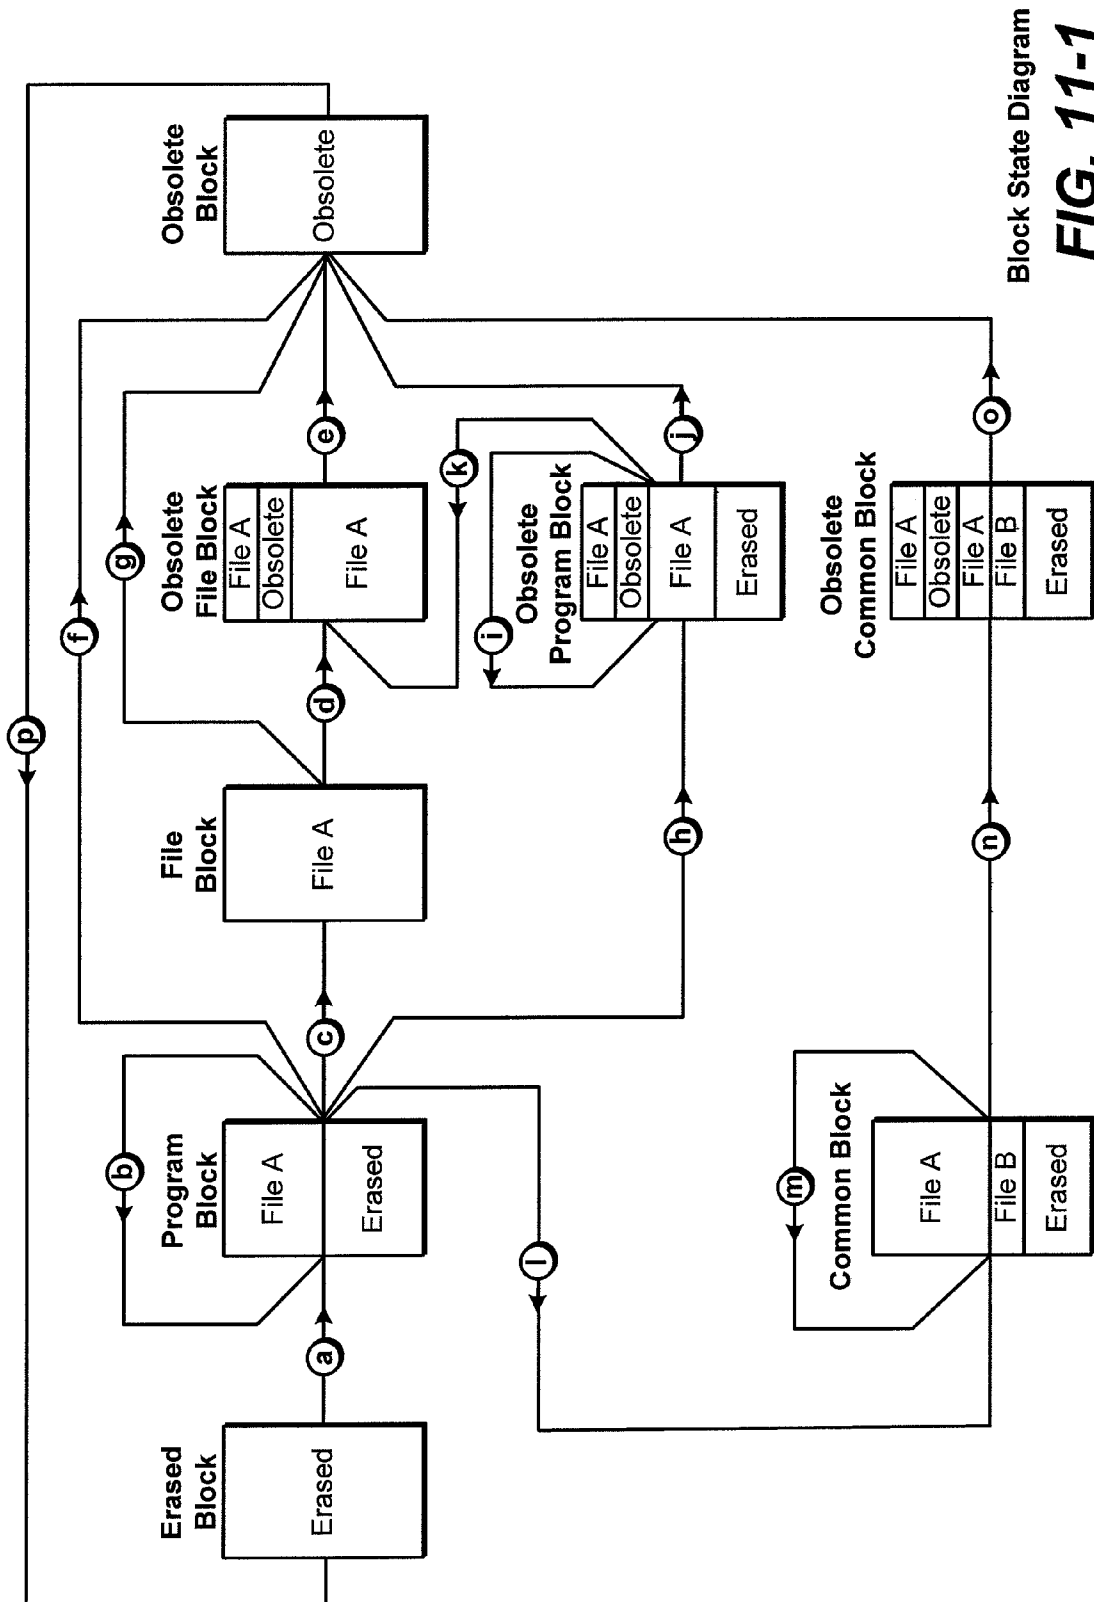 p
f
b
g
Erased
Block
Program
Block
File
Block
Obsolete
File Block
Obsolete
Block
Erased
a
File A
Erased
c
File A
d
File A
Obsolete
File A
e
Obsolete
k
i
l
h
Obsolete
Program Block
File A
Obsolete
File A
Erased
j
m
Common Block
File A
File B
Erased
n
Obsolete
Common Block
File A
Obsolete
File A
File B
Erased
o
Block State Diagram
FIG. 11-1